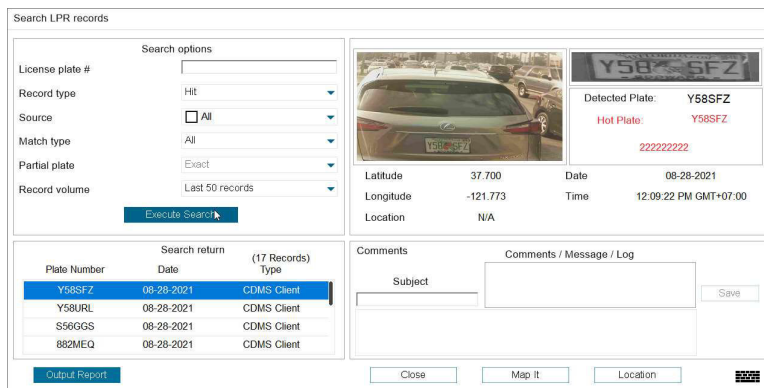 Search LPR records
Search options
License plate #
Record type Hit
Source All
Match type All
Partial plate Exact
Record volume Last 50 records
Execute Search
Y58 SFZ
Y58 SFZ
Detected Plate: Y58SFZ
Hot Plate: Y58SFZ
222222222
Latitude 37.700 Date 08-28-2021
Longitude -121.773 Time 12:09:22 PM GMT+07:00
Location N/A
Search return (17 Records)
Plate Number Date Type
Y58SFZ 08-28-2021 CDMS Client
Y58URL 08-28-2021 CDMS Client
S56GGS 08-28-2021 CDMS Client
882MEQ 08-28-2021 CDMS Client
Comments
Comments / Message / Log
Subject
Save
Output Report Close Map It Location